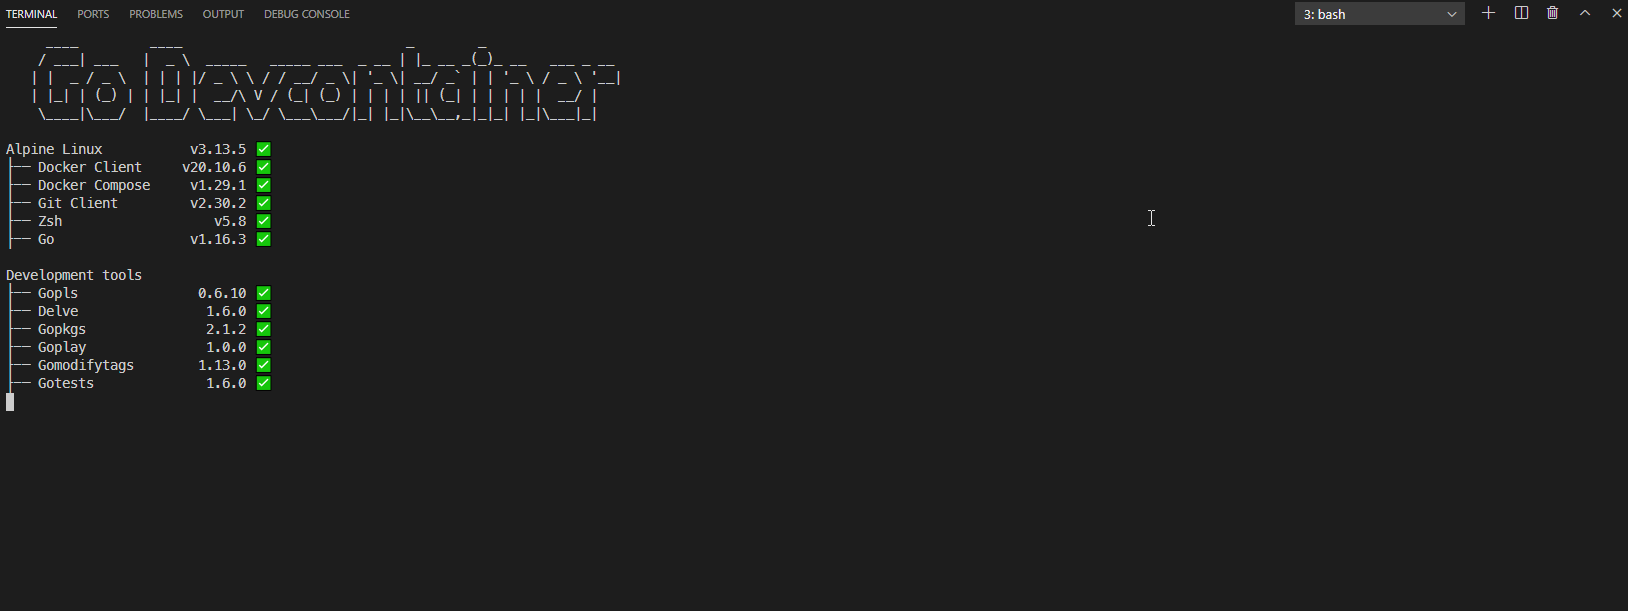 TERMINAL PORTS PROBLEMS OUTPUT DEBUG CONSOLE 3: bash
Go Devcontainer
Alpine Linux v3.13.5 ✅
├── Docker Client v20.10.6 ✅
├── Docker Compose v1.29.1 ✅
├── Git Client v2.30.2 ✅
├── Zsh v5.8 ✅
├── Go v1.16.3 ✅
Development tools
├── Gopls 0.6.10 ✅
├── Delve 1.6.0 ✅
├── Gopkgs 2.1.2 ✅
├── Goplay 1.0.0 ✅
├── Gomodifytags 1.13.0 ✅
├── Gotests 1.6.0 ✅